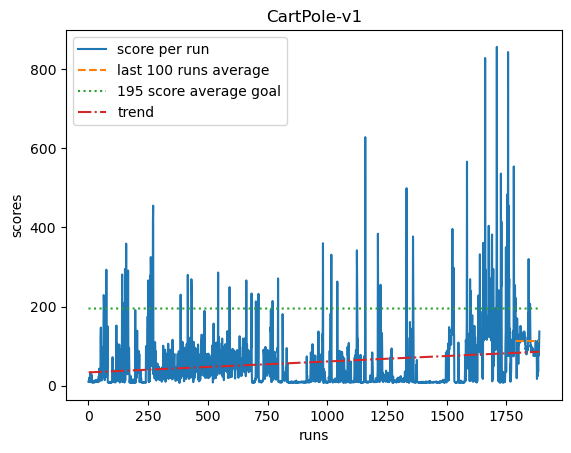 CartPole-v1
score per run
last 100 runs average
195 score average goal
trend
scores
800
600
400
200
0
0 250 500 750 1000 1250 1500 1750
runs